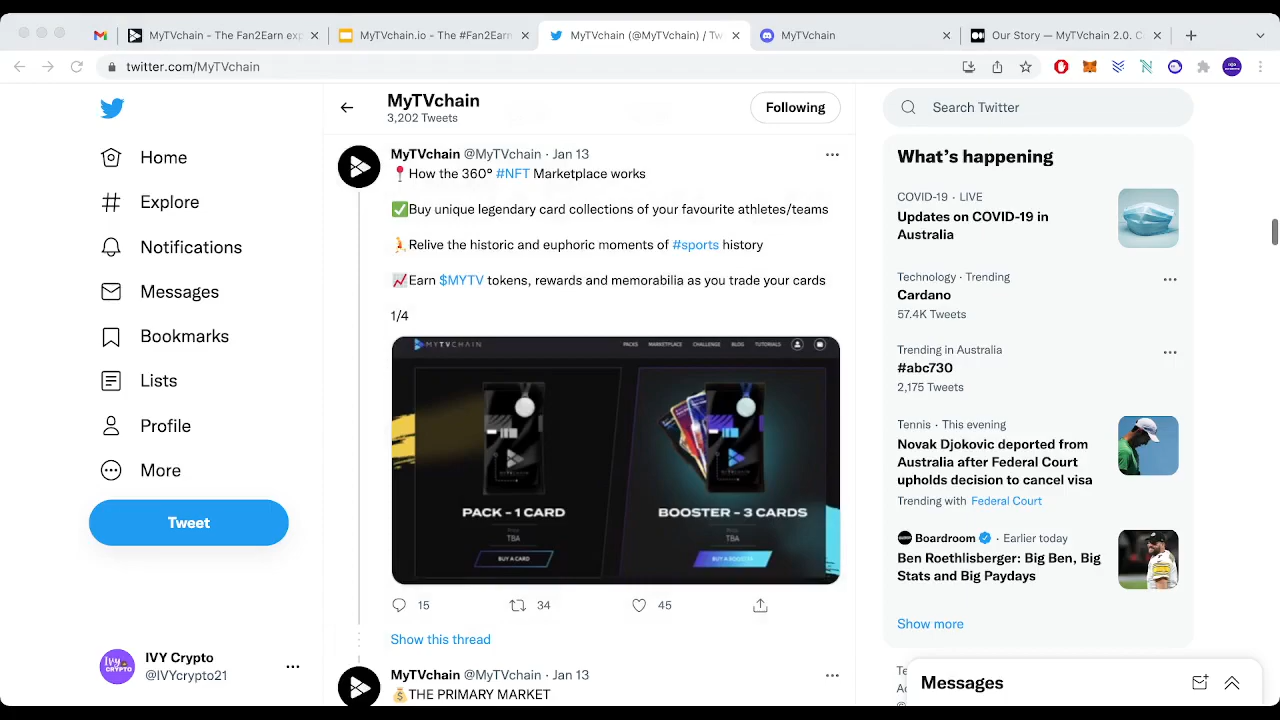 MyTVchain - The Fan2Earn exp
MyTVchain.io - The #Fan2Earn
MyTVchain (@MyTVchain) / Tw
MyTVchain
Our Story — MyTVchain 2.0. C
twitter.com/MyTVchain
MyTVchain
3,202 Tweets
Following
Search Twitter
Home
Explore
Notifications
Messages
Bookmarks
Lists
Profile
More
Tweet
IVY Crypto
@IVYcrypto21
MyTVchain @MyTVchain · Jan 13
How the 360° #NFT Marketplace works
Buy unique legendary card collections of your favourite athletes/teams
Relive the historic and euphoric moments of #sports history
Earn $MYTV tokens, rewards and memorabilia as you trade your cards
1/4
MYTVCHAIN
PACKS MARKETPLACE CHALLENGE BLOG TUTORIALS
PACK - 1 CARD
Price
TBA
BUY A CARD
BOOSTER - 3 CARDS
Price
TBA
BUY A BOOSTER
15 34 45
Show this thread
MyTVchain @MyTVchain · Jan 13
THE PRIMARY MARKET
What's happening
COVID-19 · LIVE
Updates on COVID-19 in
Australia
Technology · Trending
Cardano
57.4K Tweets
Trending in Australia
#abc730
2,175 Tweets
Tennis · This evening
Novak Djokovic deported from
Australia after Federal Court
upholds decision to cancel visa
Trending with Federal Court
Boardroom · Earlier today
Ben Roethlisberger: Big Ben, Big
Stats and Big Paydays
Show more
Messages